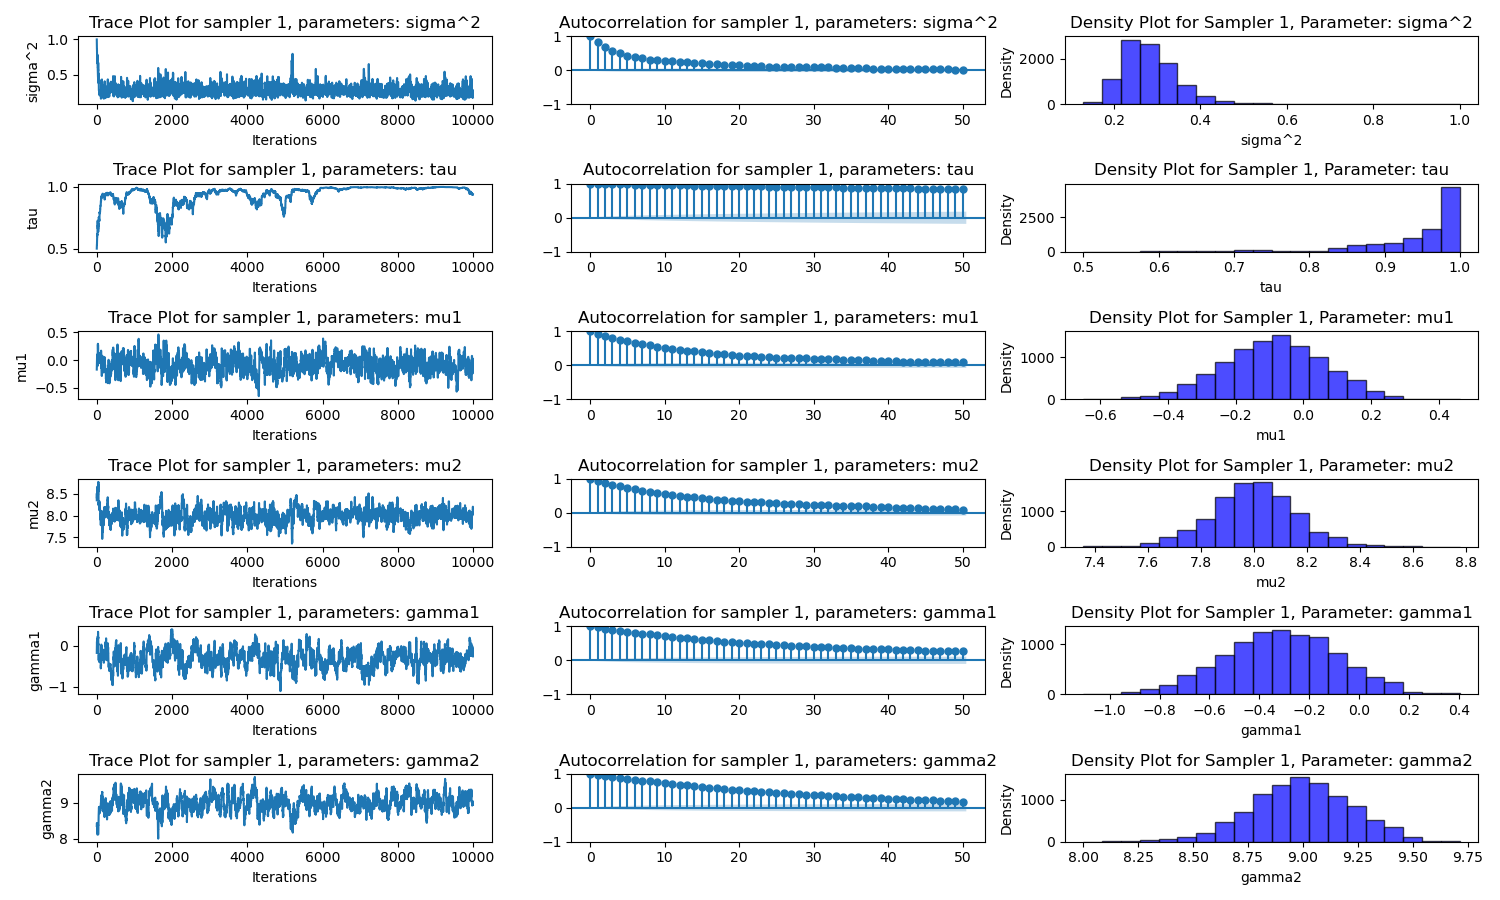 Trace Plot for sampler 1, parameters: sigma^2
Autocorrelation for sampler 1, parameters: sigma^2
Density Plot for Sampler 1, Parameter: sigma^2
sigma^2
1.0
0.5
0 2000 4000 6000 8000 10000
Iterations
1
0
−1
0 10 20 30 40 50
Density
2000
0
0.2 0.4 0.6 0.8 1.0
sigma^2
Trace Plot for sampler 1, parameters: tau
Autocorrelation for sampler 1, parameters: tau
Density Plot for Sampler 1, Parameter: tau
tau
1.0
0.5
0 2000 4000 6000 8000 10000
Iterations
1
0
−1
0 10 20 30 40 50
Density
2500
0
0.5 0.6 0.7 0.8 0.9 1.0
tau
Trace Plot for sampler 1, parameters: mu1
Autocorrelation for sampler 1, parameters: mu1
Density Plot for Sampler 1, Parameter: mu1
mu1
0.5
0.0
−0.5
0 2000 4000 6000 8000 10000
Iterations
1
0
−1
0 10 20 30 40 50
Density
1000
0
−0.6 −0.4 −0.2 0.0 0.2 0.4
mu1
Trace Plot for sampler 1, parameters: mu2
Autocorrelation for sampler 1, parameters: mu2
Density Plot for Sampler 1, Parameter: mu2
mu2
8.5
8.0
7.5
0 2000 4000 6000 8000 10000
Iterations
1
0
−1
0 10 20 30 40 50
Density
1000
0
7.4 7.6 7.8 8.0 8.2 8.4 8.6 8.8
mu2
Trace Plot for sampler 1, parameters: gamma1
Autocorrelation for sampler 1, parameters: gamma1
Density Plot for Sampler 1, Parameter: gamma1
gamma1
0
−1
0 2000 4000 6000 8000 10000
Iterations
1
0
−1
0 10 20 30 40 50
Density
1000
0
−1.0 −0.8 −0.6 −0.4 −0.2 0.0 0.2 0.4
gamma1
Trace Plot for sampler 1, parameters: gamma2
Autocorrelation for sampler 1, parameters: gamma2
Density Plot for Sampler 1, Parameter: gamma2
gamma2
9
8
0 2000 4000 6000 8000 10000
Iterations
1
0
−1
0 10 20 30 40 50
Density
1000
0
8.00 8.25 8.50 8.75 9.00 9.25 9.50 9.75
gamma2